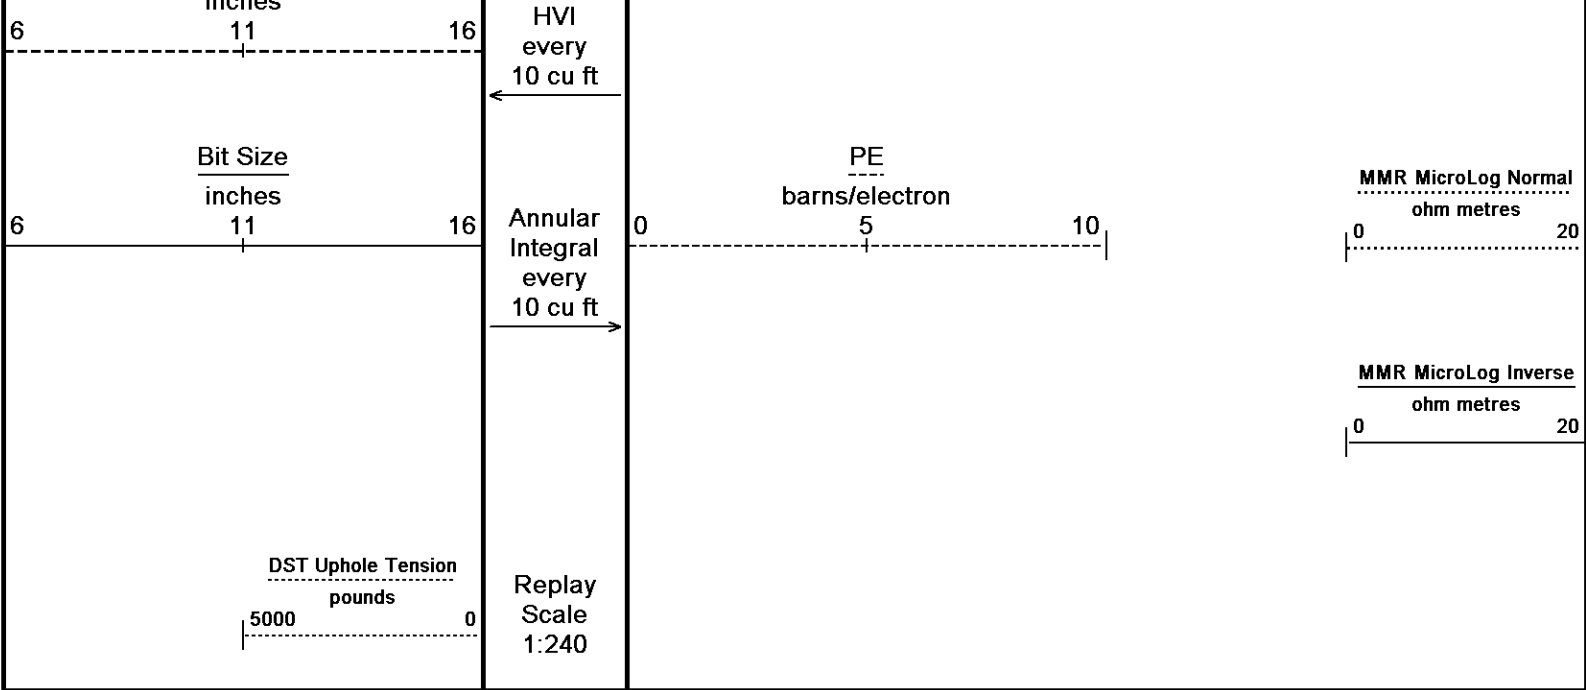 inches
6 11 16
HVI
every
10 cu ft
Bit Size
inches
6 11 16
Annular
Integral
every
10 cu ft
PE
barns/electron
0 5 10
MMR MicroLog Normal
ohm metres
0 20
MMR MicroLog Inverse
ohm metres
0 20
DST Uphole Tension
pounds
5000 0
Replay
Scale
1:240